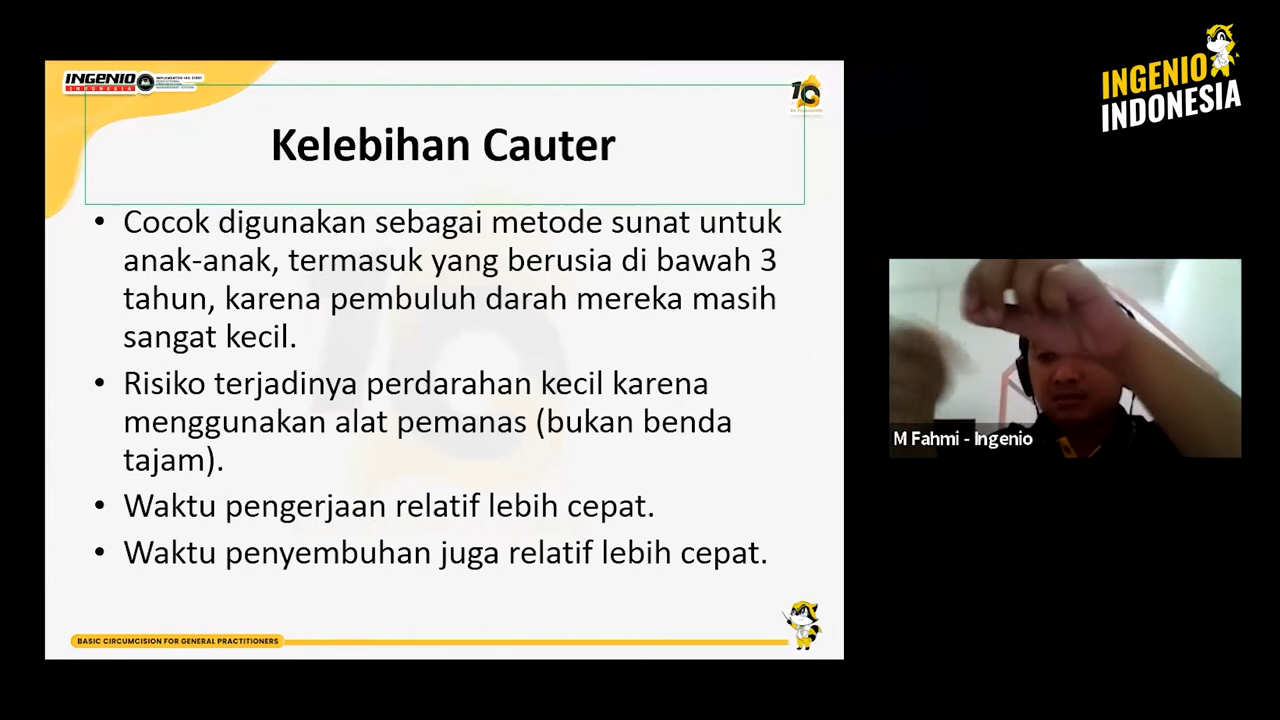 INGENIO
INDONESIA
Kelebihan Cauter
• Cocok digunakan sebagai metode sunat untuk
anak-anak, termasuk yang berusia di bawah 3
tahun, karena pembuluh darah mereka masih
sangat kecil.
• Risiko terjadinya perdarahan kecil karena
menggunakan alat pemanas (bukan benda
tajam).
• Waktu pengerjaan relatif lebih cepat.
• Waktu penyembuhan juga relatif lebih cepat.
BASIC CIRCUMCISION FOR GENERAL PRACTITIONERS
INGENIO
INDONESIA
M Fahmi - Ingenio